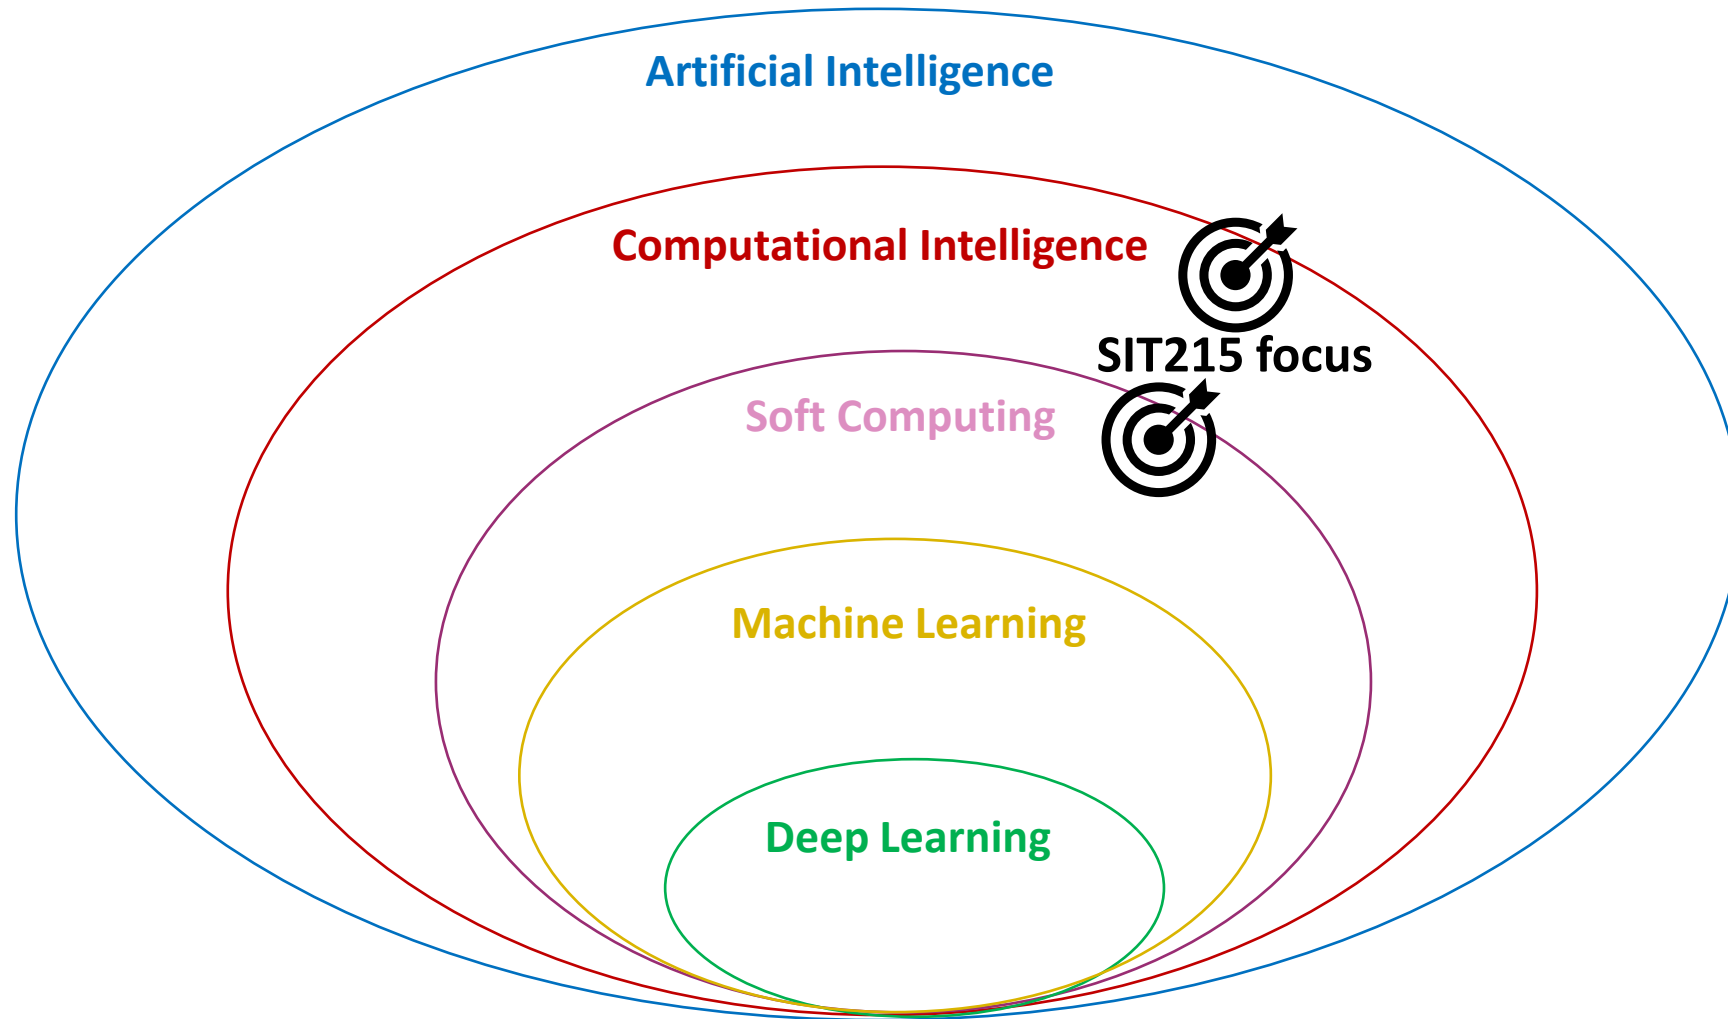 Artificial Intelligence
Computational Intelligence
SIT215 focus
Soft Computing
Machine Learning
Deep Learning